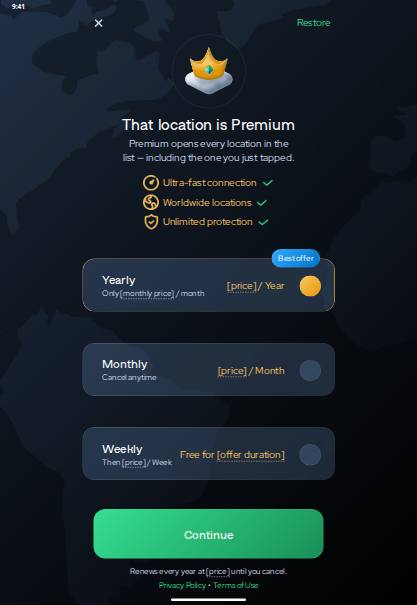 9:41
Restore
That location is Premium
Premium opens every location in the
list — including the one you just tapped.
Ultra-fast connection
Worldwide locations
Unlimited protection
Best offer
Yearly
Only [monthly price] / month
[price] / Year
Monthly
Cancel anytime
[price] / Month
Weekly
Then [price] / Week
Free for [offer duration]
Continue
Renews every year at [price] until you cancel.
Privacy Policy • Terms of Use